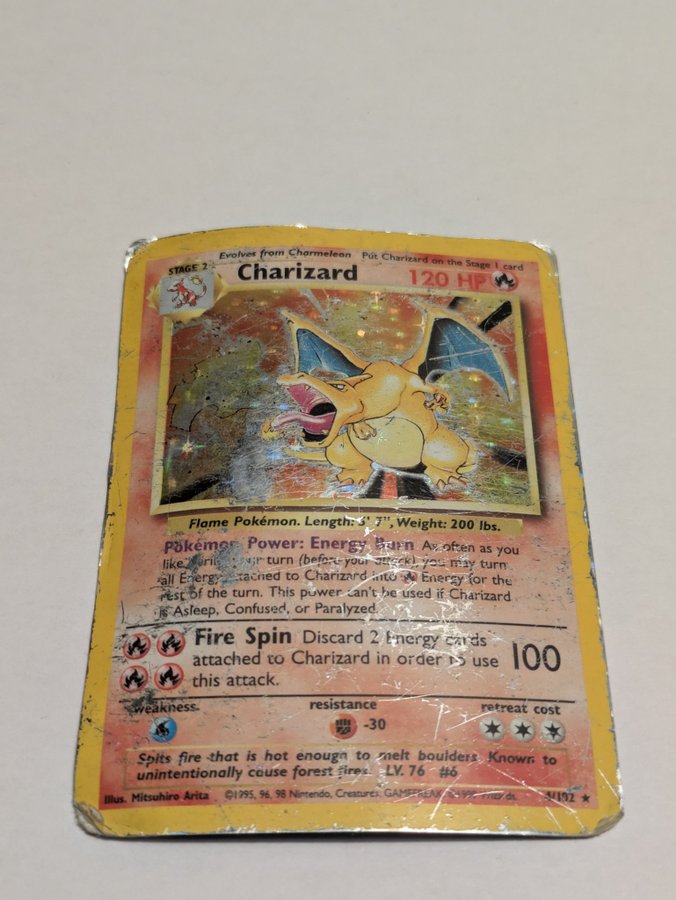 Evolves from Charmeleon Put Charizard on the Stage 1 card
STAGE 2 Charizard 120 HP
Flame Pokémon. Length: 5' 7", Weight: 200 lbs.
Pokémon Power: Energy Burn As often as you
like during your turn (before your attack) you may turn
all Energy attached to Charizard into Energy for the
rest of the turn. This power can't be used if Charizard
is Asleep, Confused, or Paralyzed.
Fire Spin Discard 2 Energy cards
attached to Charizard in order to use 100
this attack.
weakness resistance retreat cost
-30
Spits fire that is hot enough to melt boulders. Known to
unintentionally cause forest fires. LV. 76 #6
Illus. Mitsuhiro Arita ©1995, 96, 98 Nintendo, Creatures, GAMEFREAK. 4/102